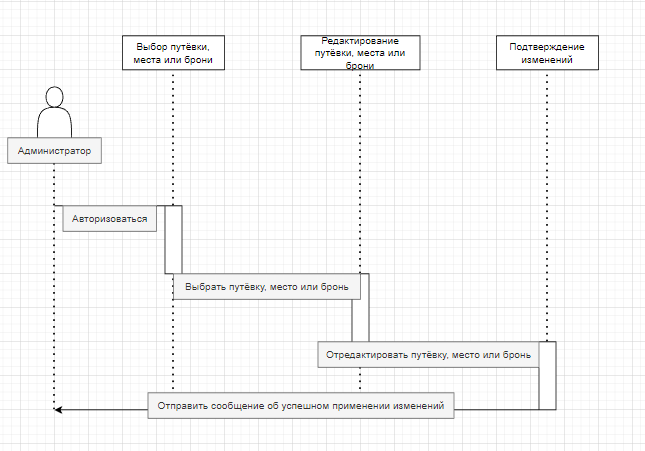 Выбор путёвки,
места или брони
Редактирование
путёвки, места или
брони
Подтверждение
изменений
Администратор
Авторизоваться
Выбрать путёвку, место или бронь
Отредактировать путёвку, место или бронь
Отправить сообщение об успешном применении изменений